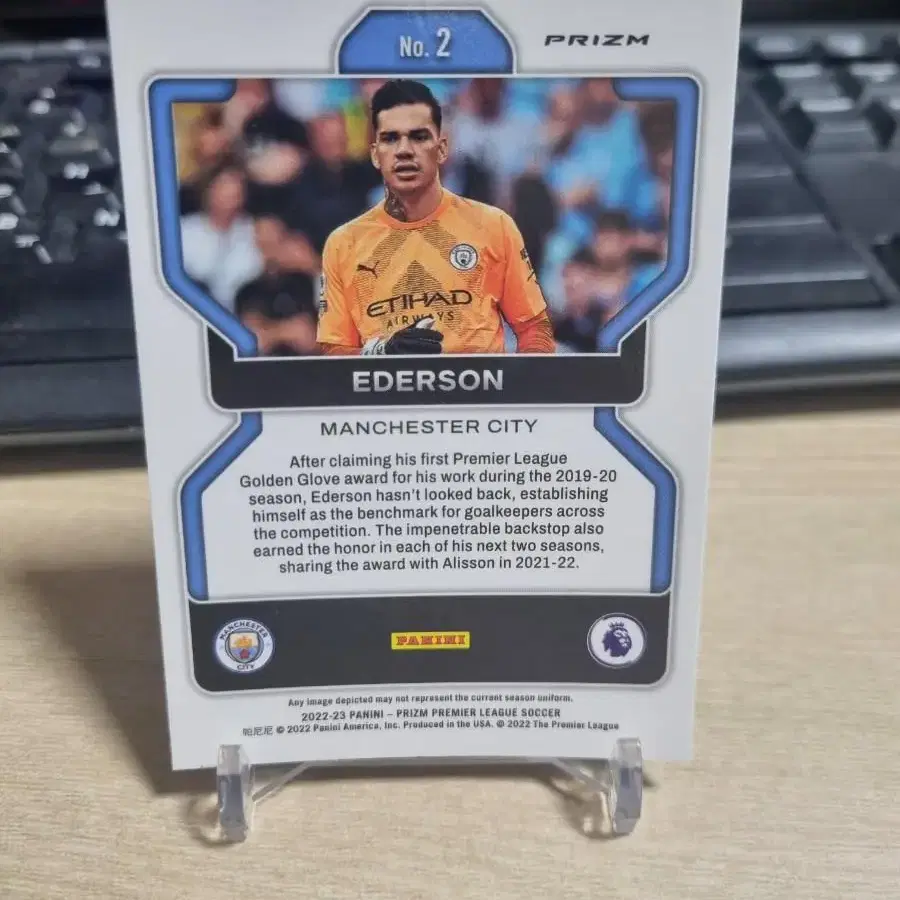 No. 2
PRIZM
ETIHAD
AIRWAYS
EDERSON
MANCHESTER CITY
After claiming his first Premier League
Golden Glove award for his work during the 2019-20
season, Ederson hasn't looked back, establishing
himself as the benchmark for goalkeepers across
the competition. The impenetrable backstop also
earned the honor in each of his next two seasons,
sharing the award with Alisson in 2021-22.
MANCHESTER
CITY
PANINI
Any image depicted may not represent the current season uniform.
2022-23 PANINI – PRIZM PREMIER LEAGUE SOCCER
帕尼尼 © 2022 Panini America, Inc. Produced in the USA. © 2022 The Premier League